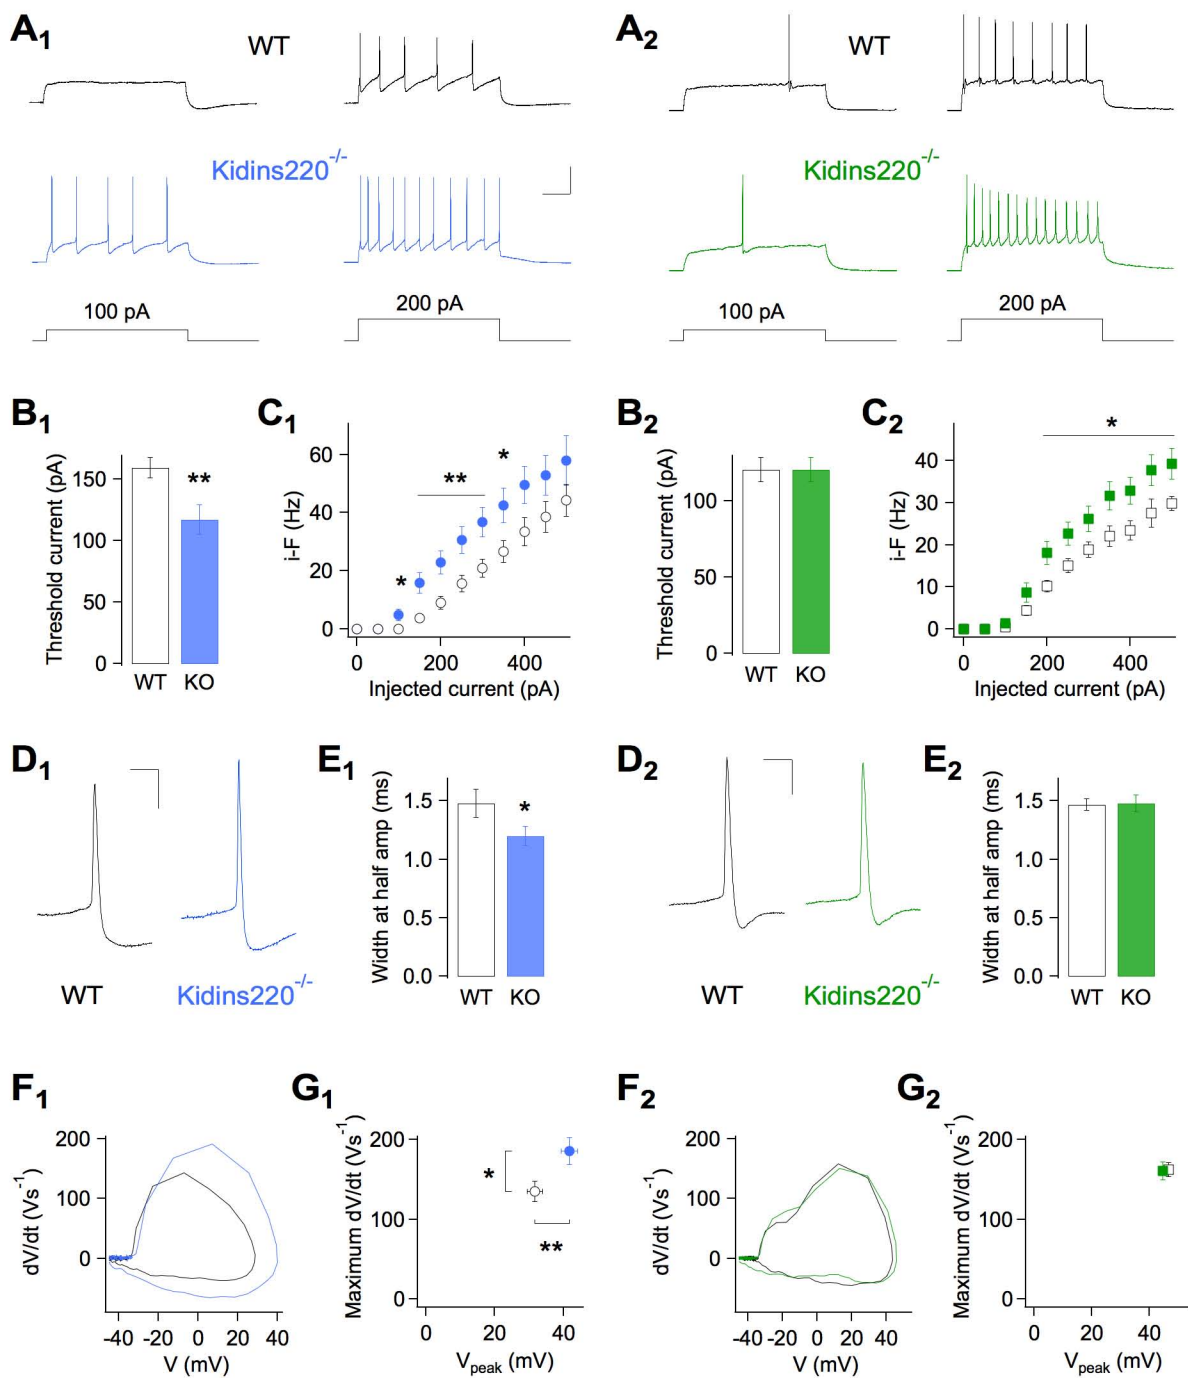 A1
WT
A2
WT
Kidins220-/-
Kidins220-/-
100 pA
200 pA
100 pA
200 pA
B1
Threshold current (pA)
150
100
50
0
**
WT KO
C1
i-F (Hz)
60
40
20
0
*
**
*
0 200 400
Injected current (pA)
B2
Threshold current (pA)
100
50
0
WT KO
C2
i-F (Hz)
40
30
20
10
0
*
0 200 400
Injected current (pA)
D1
WT
Kidins220-/-
E1
Width at half amp (ms)
1.5
1.0
0.5
0.0
*
WT KO
D2
WT
Kidins220-/-
E2
Width at half amp (ms)
1.5
1.0
0.5
0.0
WT KO
F1
dV/dt (Vs-1)
200
100
0
-40 -20 0 20 40
V (mV)
G1
Maximum dV/dt (Vs-1)
200
100
0
*
**
0 20 40
Vpeak (mV)
F2
dV/dt (Vs-1)
200
100
0
-40 -20 0 20 40
V (mV)
G2
Maximum dV/dt (Vs-1)
200
100
0
0 20 40
Vpeak (mV)